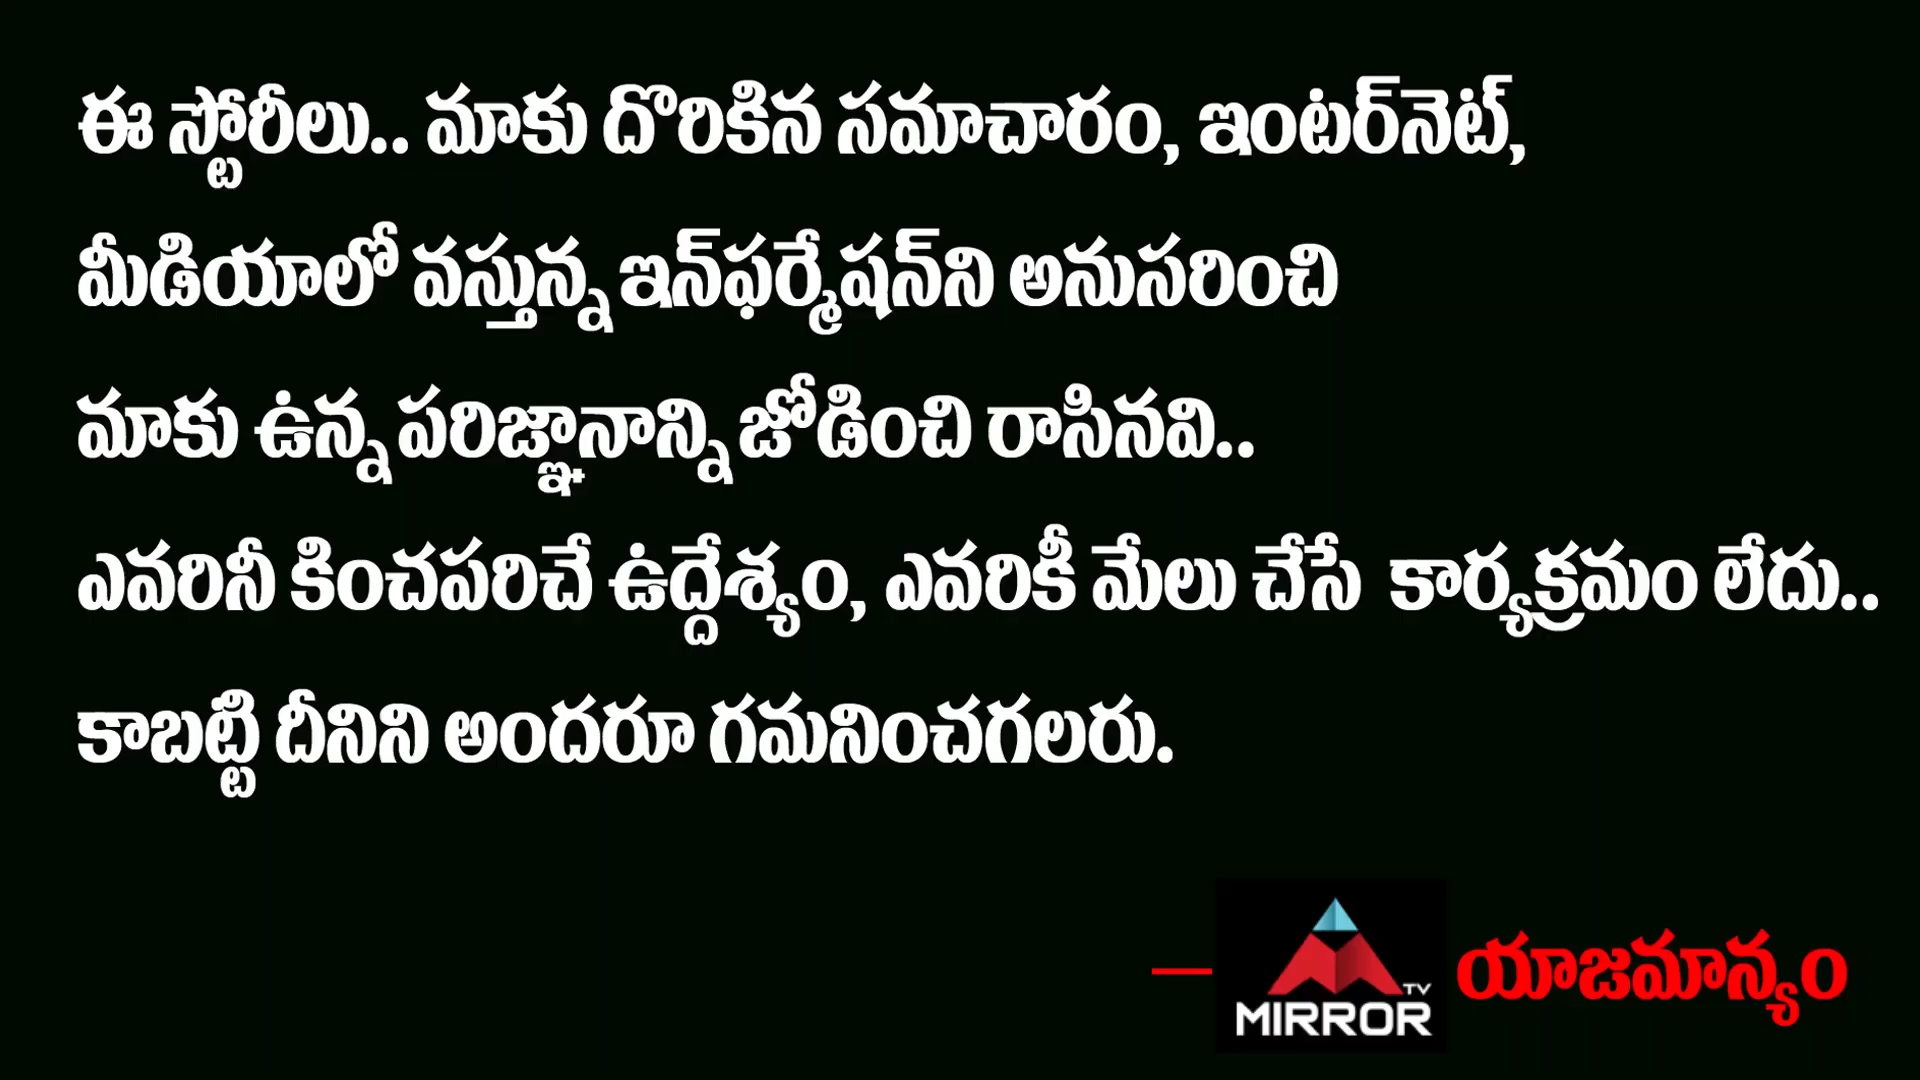 ఈ స్టోరీలు.. మాకు దొరికిన సమాచారం, ఇంటర్‌నెట్,
మీడియాలో వస్తున్న ఇన్‌ఫర్మేషన్‌ని అనుసరించి
మాకు ఉన్న పరిజ్ఞానాన్ని జోడించి రాసినవి..
ఎవరినీ కించపరిచే ఉద్దేశ్యం, ఎవరికీ మేలు చేసే కార్యక్రమం లేదు..
కాబట్టి దీనిని అందరూ గమనించగలరు.
— MIRROR TV యాజమాన్యం